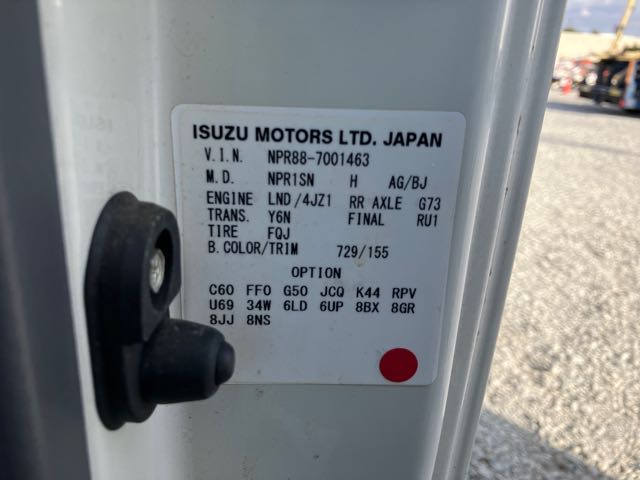 ISUZU MOTORS LTD. JAPAN
V.I.N. NPR88-7001463
M.D. NPR1SN H AG/BJ
ENGINE LND/4JZ1 RR AXLE G73
TRANS. Y6N FINAL RU1
TIRE FQJ
B.COLOR/TRIM 729/155
OPTION
C60 FF0 G50 JCQ K44 RPV
U69 34W 6LD 6UP 8BX 8GR
8JJ 8NS